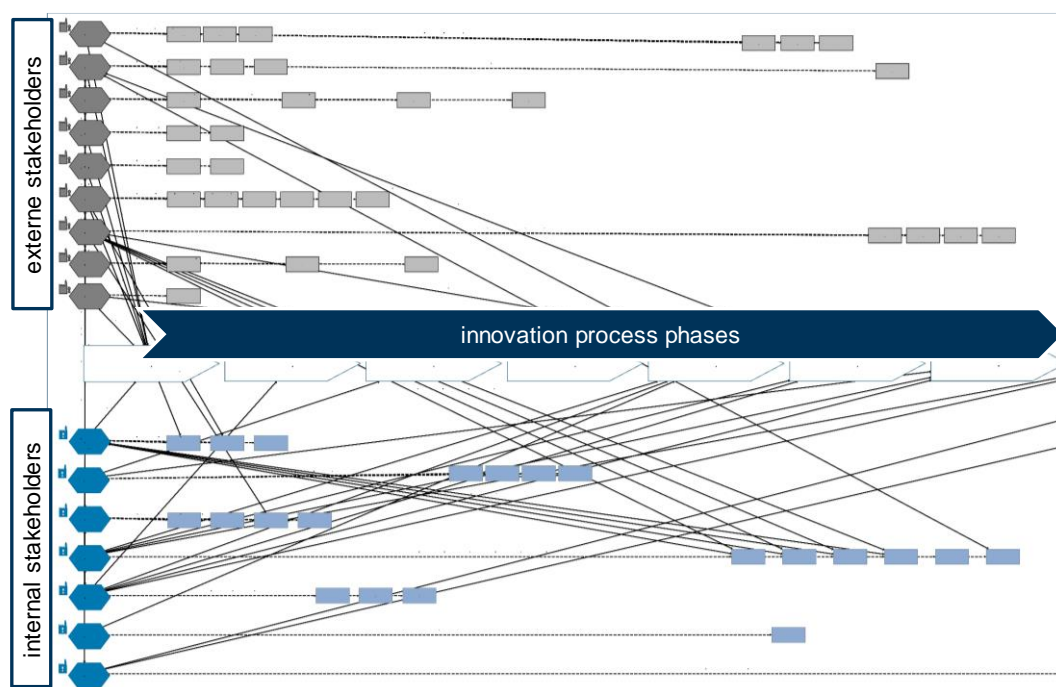 externe stakeholders
innovation process phases
internal stakeholders